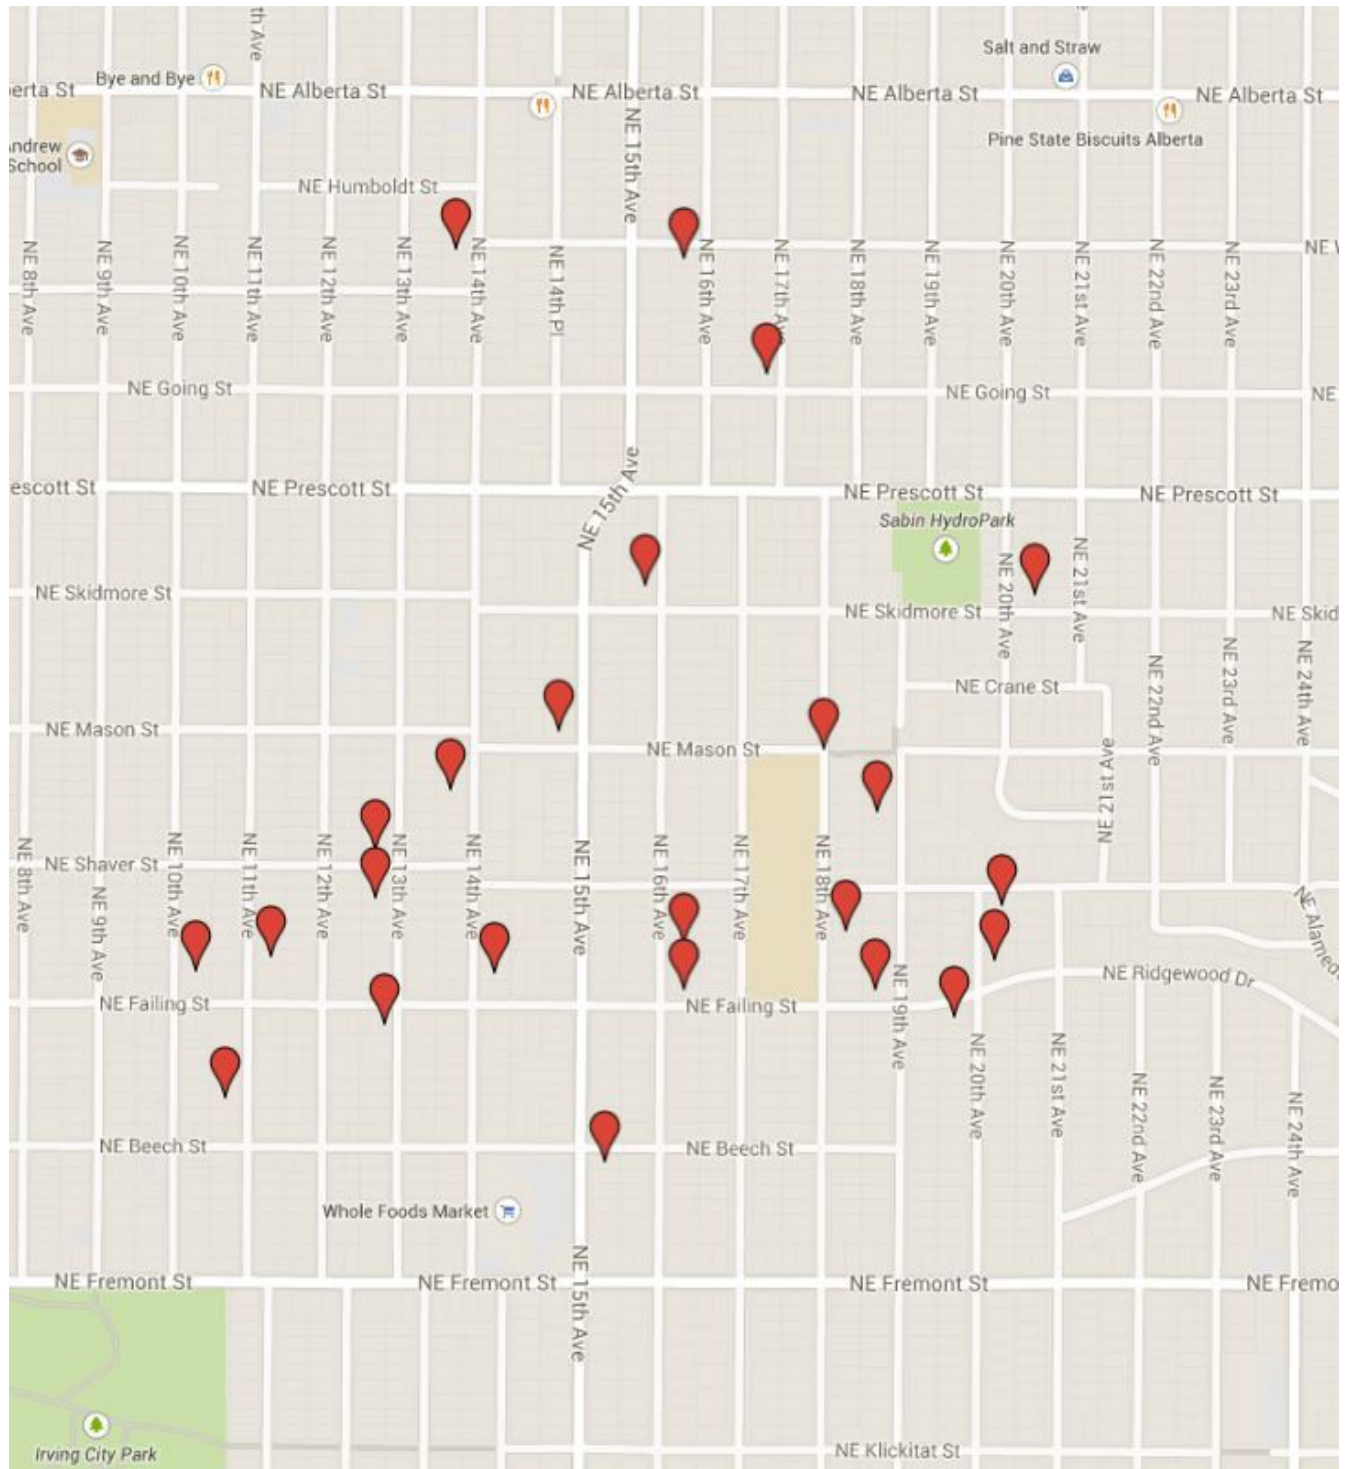 th Ave
Salt and Straw
Bye and Bye
erta St
NE Alberta St
NE Alberta St
NE Alberta St
NE Alberta St
Pine State Biscuits Alberta
ndrew
School
NE 15th Ave
NE Humboldt St
NE 8th Ave
NE 9th Ave
NE 10th Ave
NE 11th Ave
NE 12th Ave
NE 13th Ave
NE 14th Ave
NE 14th Pl
NE 16th Ave
NE 17th Ave
NE 18th Ave
NE 19th Ave
NE 20th Ave
NE 21st Ave
NE 22nd Ave
NE 23rd Ave
NE
NE Going St
NE Going St
NE
NE 15th Ave
escott St
NE Prescott St
NE Prescott St
NE Prescott St
Sabin HydroPark
NE 20th Ave
NE 21st Ave
NE Skidmore St
NE Skidmore St
NE Skid
NE 22nd Ave
NE 23rd Ave
NE 24th Ave
NE Crane St
NE Mason St
NE Mason St
NE 21st Ave
NE Shaver St
NE 8th Ave
NE 9th Ave
NE 10th Ave
NE 11th Ave
NE 12th Ave
NE 13th Ave
NE 14th Ave
NE 15th Ave
NE 16th Ave
NE 17th Ave
NE 18th Ave
NE Alamed
NE 19th Ave
NE Ridgewood Dr
NE Failing St
NE Failing St
NE 20th Ave
NE 21st Ave
NE 22nd Ave
NE 23rd Ave
NE 24th Ave
NE Beech St
NE Beech St
Whole Foods Market
NE 15th Ave
NE Fremont St
NE Fremont St
NE Fremont St
NE Fremo
Irving City Park
NE Klickitat St